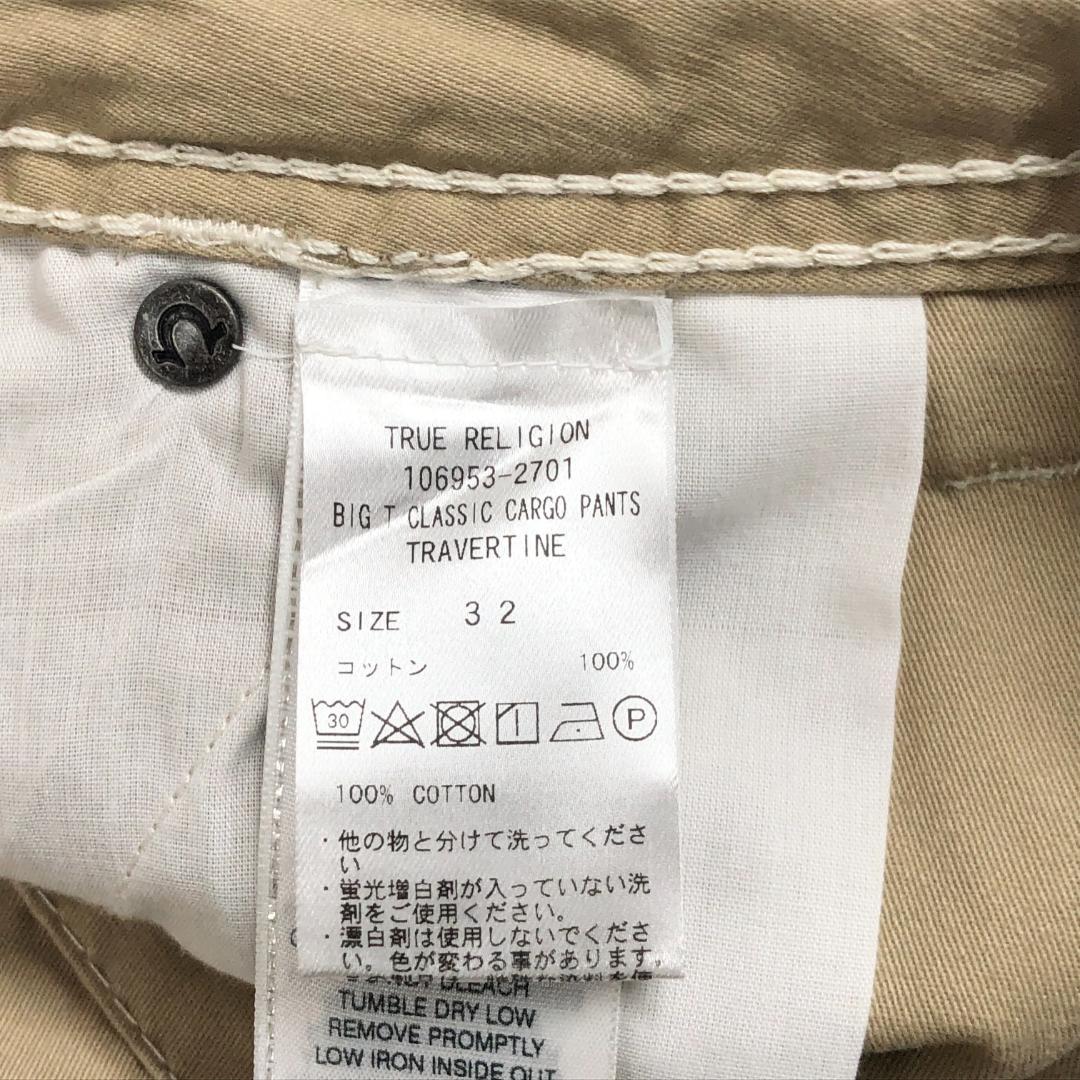 TRUE RELIGION
106953-2701
BIG T CLASSIC CARGO PANTS
TRAVERTINE
SIZE 32
コットン 100%
30
P
100% COTTON
・他の物と分けて洗ってくださ
い
・蛍光増白剤が入っていない洗
剤をご使用ください。
・漂白剤は使用しないでくださ
い。色が変わる事があります。
BLEACH
TUMBLE DRY LOW
REMOVE PROMPTLY
LOW IRON INSIDE OUT